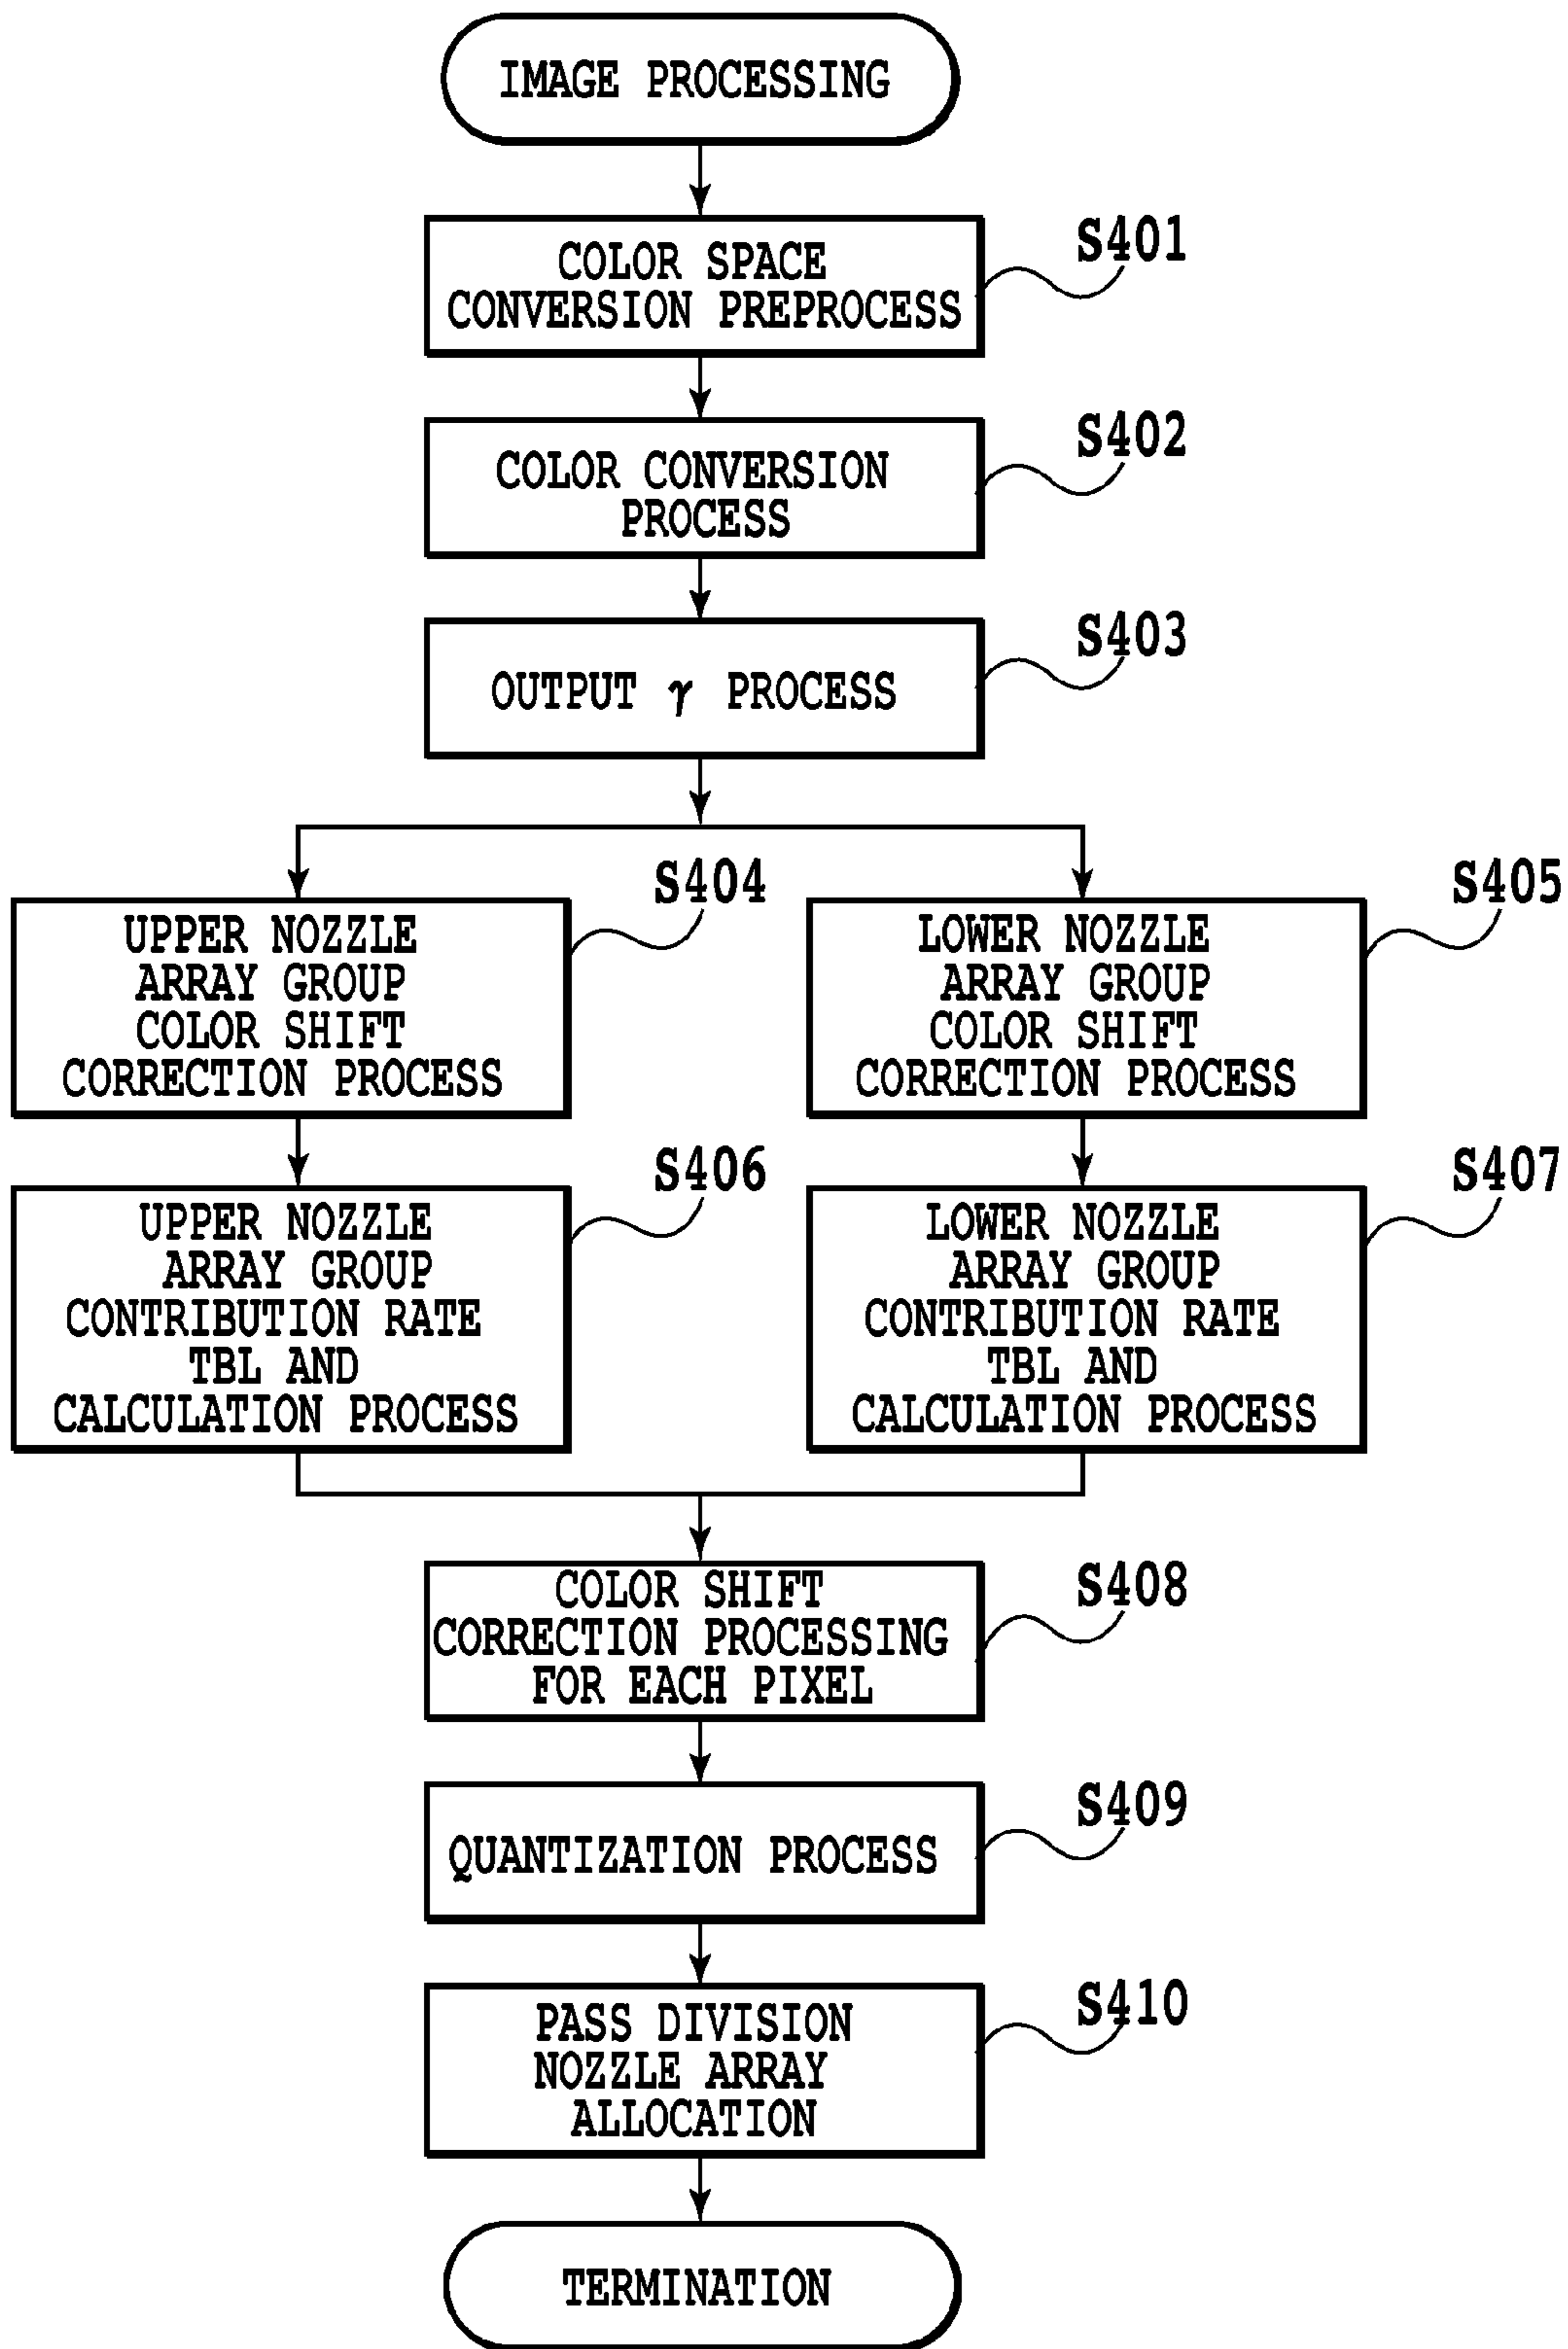 IMAGE PROCESSING
S401
COLOR SPACE
CONVERSION PREPROCESS
S402
COLOR CONVERSION
PROCESS
S403
OUTPUT γ PROCESS
S404
UPPER NOZZLE
ARRAY GROUP
COLOR SHIFT
CORRECTION PROCESS
S405
LOWER NOZZLE
ARRAY GROUP
COLOR SHIFT
CORRECTION PROCESS
S406
UPPER NOZZLE
ARRAY GROUP
CONTRIBUTION RATE
TBL AND
CALCULATION PROCESS
S407
LOWER NOZZLE
ARRAY GROUP
CONTRIBUTION RATE
TBL AND
CALCULATION PROCESS
S408
COLOR SHIFT
CORRECTION PROCESSING
FOR EACH PIXEL
S409
QUANTIZATION PROCESS
S410
PASS DIVISION
NOZZLE ARRAY
ALLOCATION
TERMINATION